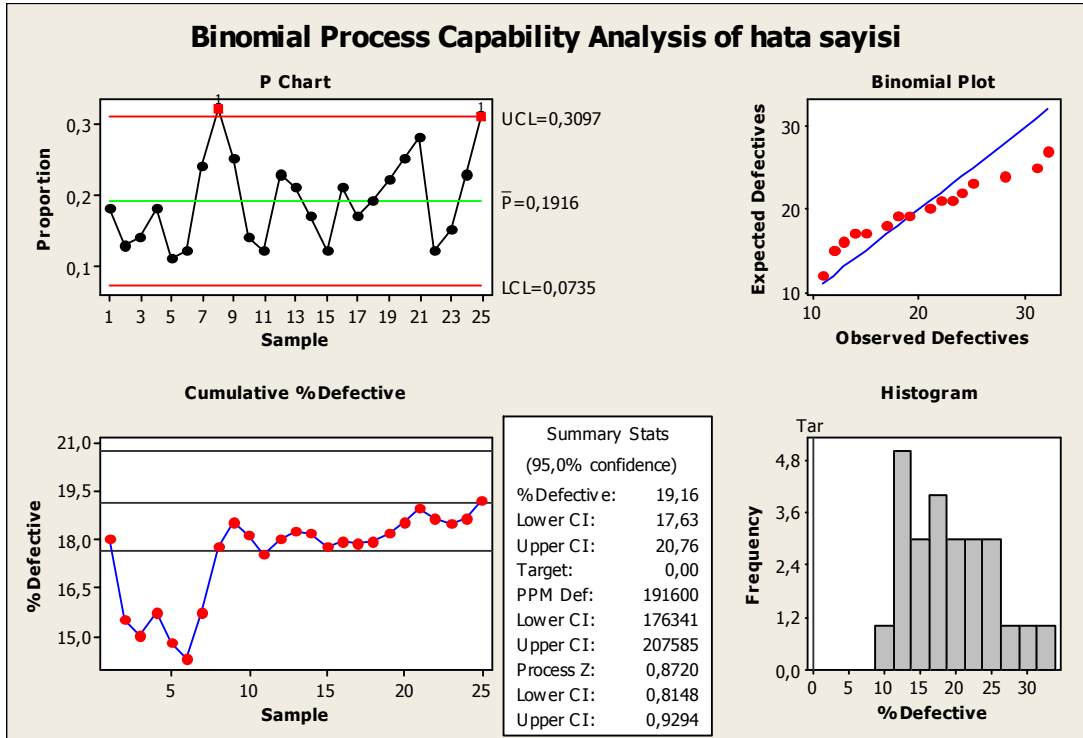 Binomial Process Capability Analysis of hata sayisi
P Chart
Proportion
0,3
0,2
0,1
1
1
UCL=0,3097
P̅=0,1916
LCL=0,0735
1 3 5 7 9 11 13 15 17 19 21 23 25
Sample
Binomial Plot
Expected Defectives
30
20
10
10 20 30
Observed Defectives
Cumulative %Defective
%Defective
21,0
19,5
18,0
16,5
15,0
5 10 15 20 25
Sample
Summary Stats
(95,0% confidence)
%Defective: 19,16
Lower CI: 17,63
Upper CI: 20,76
Target: 0,00
PPM Def: 191600
Lower CI: 176341
Upper CI: 207585
Process Z: 0,8720
Lower CI: 0,8148
Upper CI: 0,9294
Histogram
Tar
Frequency
4,8
3,6
2,4
1,2
0,0
0 5 10 15 20 25 30
%Defective